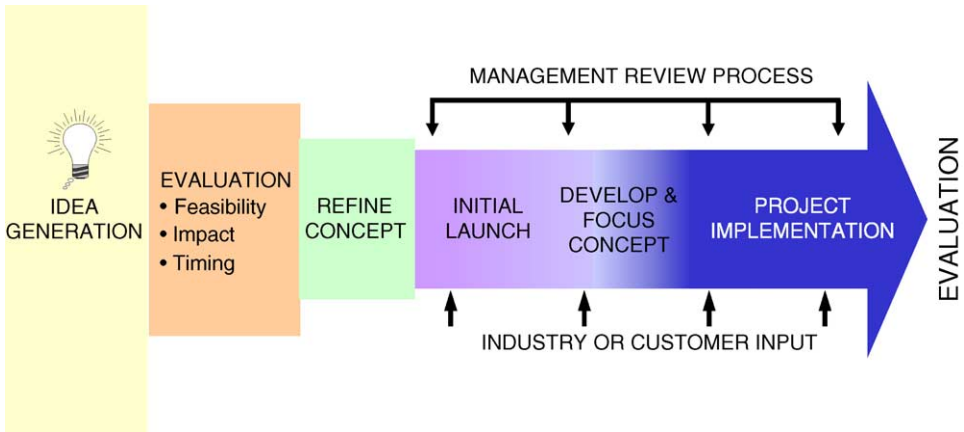 MANAGEMENT REVIEW PROCESS
IDEA
GENERATION
EVALUATION
• Feasibility
• Impact
• Timing
REFINE
CONCEPT
INITIAL
LAUNCH
DEVELOP &
FOCUS
CONCEPT
PROJECT
IMPLEMENTATION
EVALUATION
INDUSTRY OR CUSTOMER INPUT